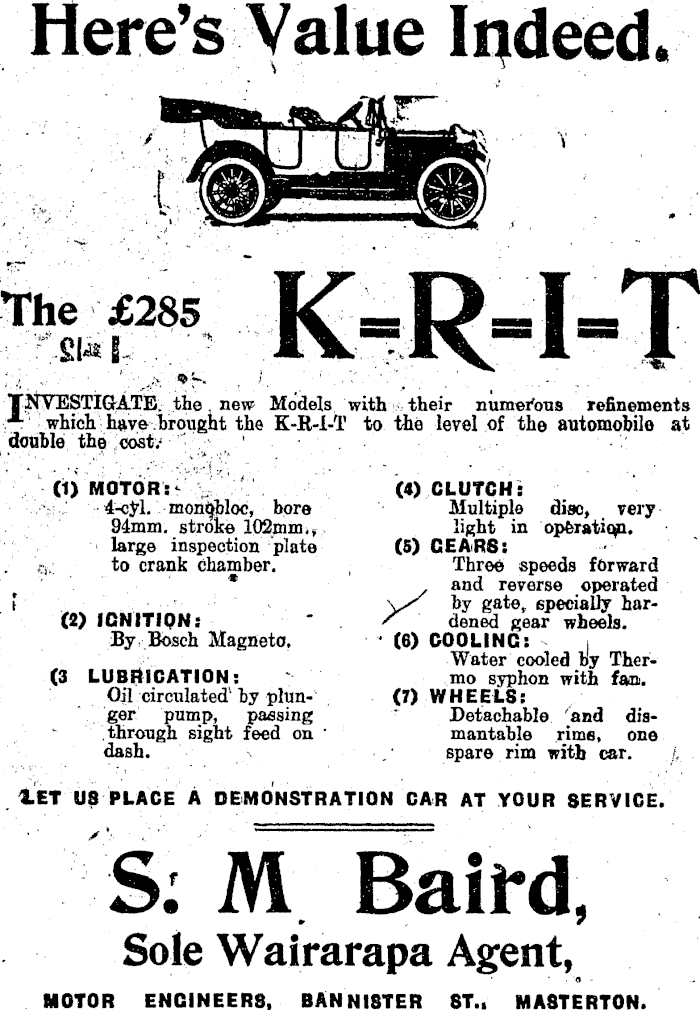 Here's Value Indeed.
The £285 K=R=I=T
INVESTIGATE the new Models with their numerous refinements
which have brought the K-R-I-T to the level of the automobile at
double the cost.
(1) MOTOR:
4-cyl. monobloc, bore
94mm. stroke 102mm.,
large inspection plate
to crank chamber.
(2) IGNITION:
By Bosch Magneto.
(3 LUBRICATION:
Oil circulated by plun-
ger pump, passing
through sight feed on
dash.
(4) CLUTCH:
Multiple disc, very
light in operation.
(5) GEARS:
Three speeds forward
and reverse operated
by gate, specially har-
dened gear wheels.
(6) COOLING:
Water cooled by Ther-
mo syphon with fan.
(7) WHEELS:
Detachable and dis-
mantable rims, one
spare rim with car.
LET US PLACE A DEMONSTRATION CAR AT YOUR SERVICE.
S. M. Baird,
Sole Wairarapa Agent,
MOTOR ENGINEERS, BANNISTER ST., MASTERTON.